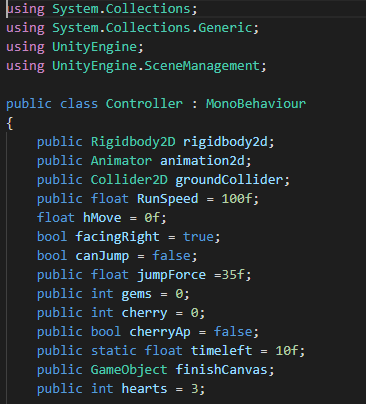 using System.Collections;
using System.Collections.Generic;
using UnityEngine;
using UnityEngine.SceneManagement;

public class Controller : MonoBehaviour
{
    public Rigidbody2D rigidbody2d;
    public Animator animation2d;
    public Collider2D groundCollider;
    public float RunSpeed = 100f;
    float hMove = 0f;
    bool facingRight = true;
    bool canJump = false;
    public float jumpForce =35f;
    public int gems = 0;
    public int cherry = 0;
    public bool cherryAp = false;
    public static float timeleft = 10f;
    public GameObject finishCanvas;
    public int hearts = 3;